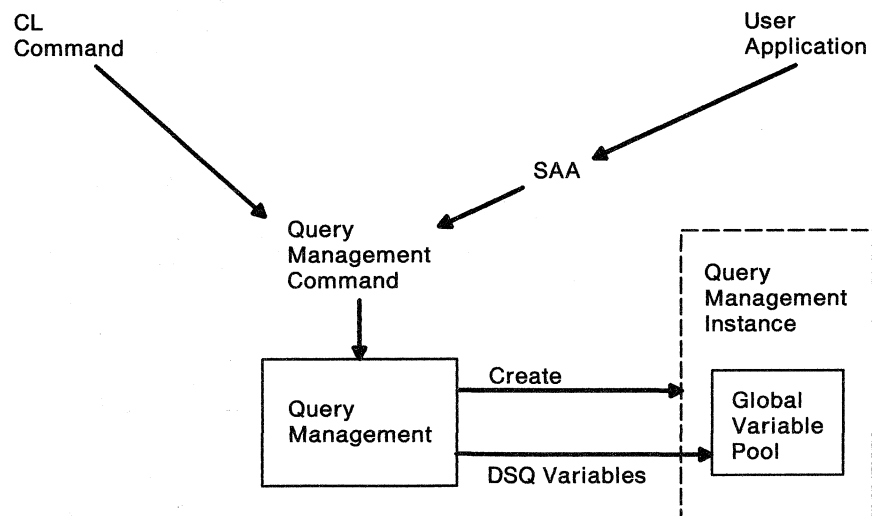 CL
Command
User
Application
SAA
Query
Management
Command
Query
Management
Instance
Create
Query
Management
Global
Variable
Pool
DSQ Variables